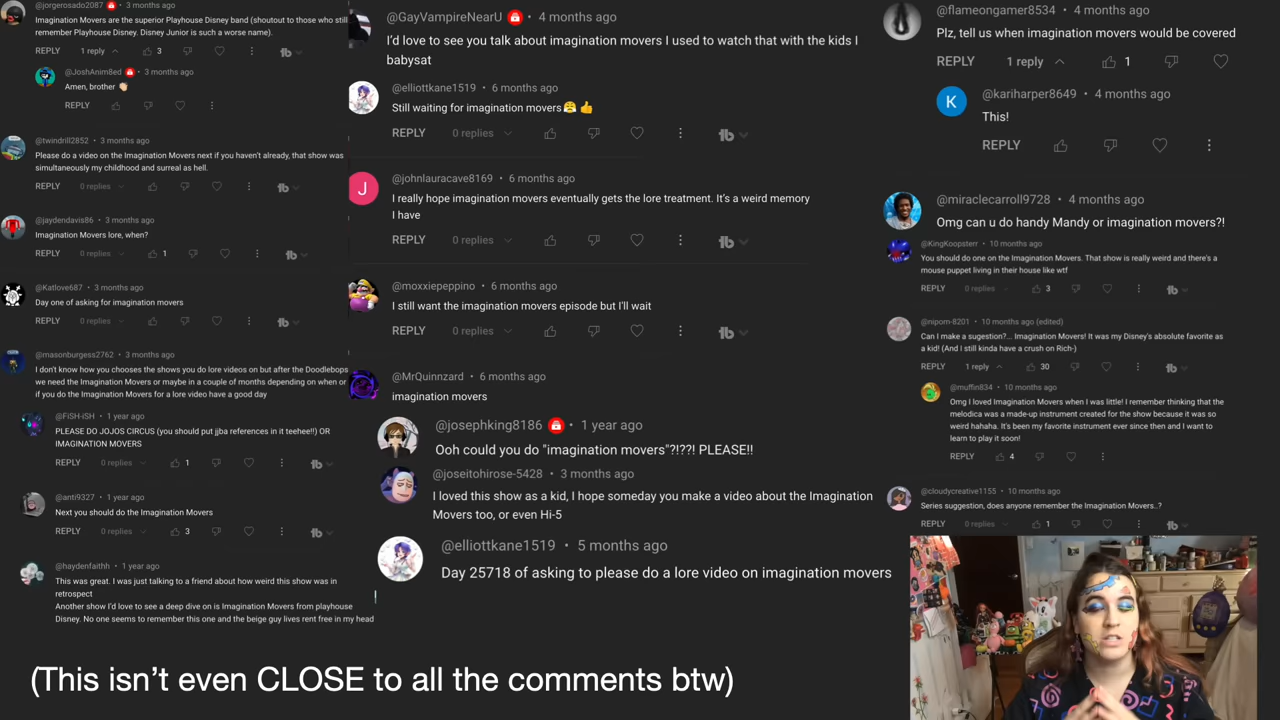 @jorgerosado2087 • 3 months ago
Imagination Movers are the superior Playhouse Disney band (shoutout to those who still
remember Playhouse Disney. Disney Junior is such a worse name).
REPLY 1 reply 3
@JoshAnim8ed • 3 months ago
Amen, brother 👏🏻
REPLY
@twindrill2852 • 3 months ago
Please do a video on the Imagination Movers next if you haven't already, that show was
simultaneously my childhood and surreal as hell.
REPLY 0 replies
@jaydendavis86 • 3 months ago
Imagination Movers lore, when?
REPLY 0 replies 1
@Katlove687 • 3 months ago
Day one of asking for imagination movers
REPLY 0 replies
@masonburgess2762 • 3 months ago
I don't know how you chooses the shows you do lore videos on but after the Doodlebops
we need the Imagination Movers or maybe in a couple of months depending on when or
if you do the Imagination Movers for a lore video have a good day
@FiSH-iSH • 1 year ago
PLEASE DO JOJOS CIRCUS (you should put jjba references in it teehee!!) OR
IMAGINATION MOVERS
REPLY 0 replies 1
@anti9327 • 1 year ago
Next you should do the Imagination Movers
REPLY 0 replies 3
@haydenfaithh • 1 year ago
This was great. I was just talking to a friend about how weird this show was in
retrospect
Another show I'd love to see a deep dive on is Imagination Movers from playhouse
Disney. No one seems to remember this one and the beige guy lives rent free in my head
@GayVampireNearU • 4 months ago
I'd love to see you talk about imagination movers I used to watch that with the kids I
babysat
@elliottkane1519 • 6 months ago
Still waiting for imagination movers😤👍
REPLY 0 replies
J
@johnlauracave8169 • 6 months ago
I really hope imagination movers eventually gets the lore treatment. It's a weird memory
I have
REPLY 0 replies
@moxxiepeppino • 6 months ago
I still want the imagination movers episode but I'll wait
REPLY 0 replies
@MrQuinnzard • 6 months ago
imagination movers
@josephking8186 • 1 year ago
Ooh could you do "imagination movers"?!??! PLEASE!!
@joseitohirose-5428 • 3 months ago
I loved this show as a kid, I hope someday you make a video about the Imagination
Movers too, or even Hi-5
@elliottkane1519 • 5 months ago
Day 25718 of asking to please do a lore video on imagination movers
@flameongamer8534 • 4 months ago
Plz, tell us when imagination movers would be covered
REPLY 1 reply 1
K
@kariharper8649 • 4 months ago
This!
REPLY
@miraclecarroll9728 • 4 months ago
Omg can u do handy Mandy or imagination movers?!
@KingKoopsterr • 10 months ago
You should do one on the Imagination Movers. That show is really weird and there's a
mouse puppet living in their house like wtf
REPLY 0 replies 3
@nipom-8201 • 10 months ago (edited)
Can I make a sugestion?... Imagination Movers! It was my Disney's absolute favorite as
a kid! (And I still kinda have a crush on Rich-)
REPLY 1 reply 30
@muffin834 • 10 months ago
Omg I loved Imagination Movers when I was little! I remember thinking that the
melodica was a made-up instrument created for the show because it was so
weird hahaha. It's been my favorite instrument ever since then and I want to
learn to play it soon!
REPLY 4
@cloudycreative1155 • 10 months ago
Series suggestion, does anyone remember the Imagination Movers..?
REPLY 0 replies 1
(This isn't even CLOSE to all the comments btw)